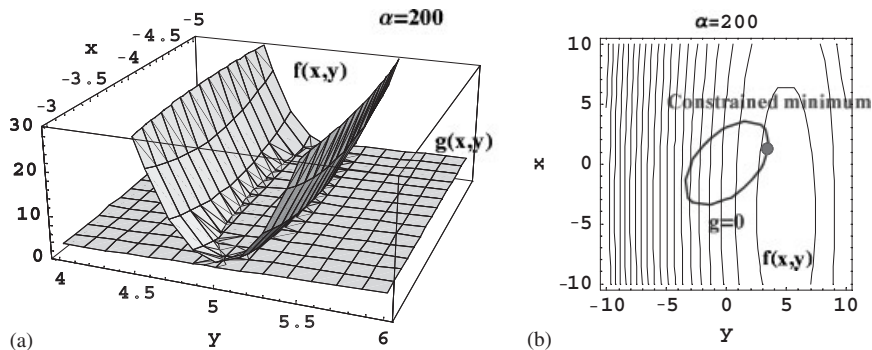 α=200
-5
-4.5
x
-4
-3.5
-3
f(x,y)
g(x,y)
30
20
10
0
4
4.5
5
5.5
6
y
(a)
α=200
10
5
0
-5
-10
x
Constrained minimum
g=0
f(x,y)
-10
-5
0
5
10
y
(b)